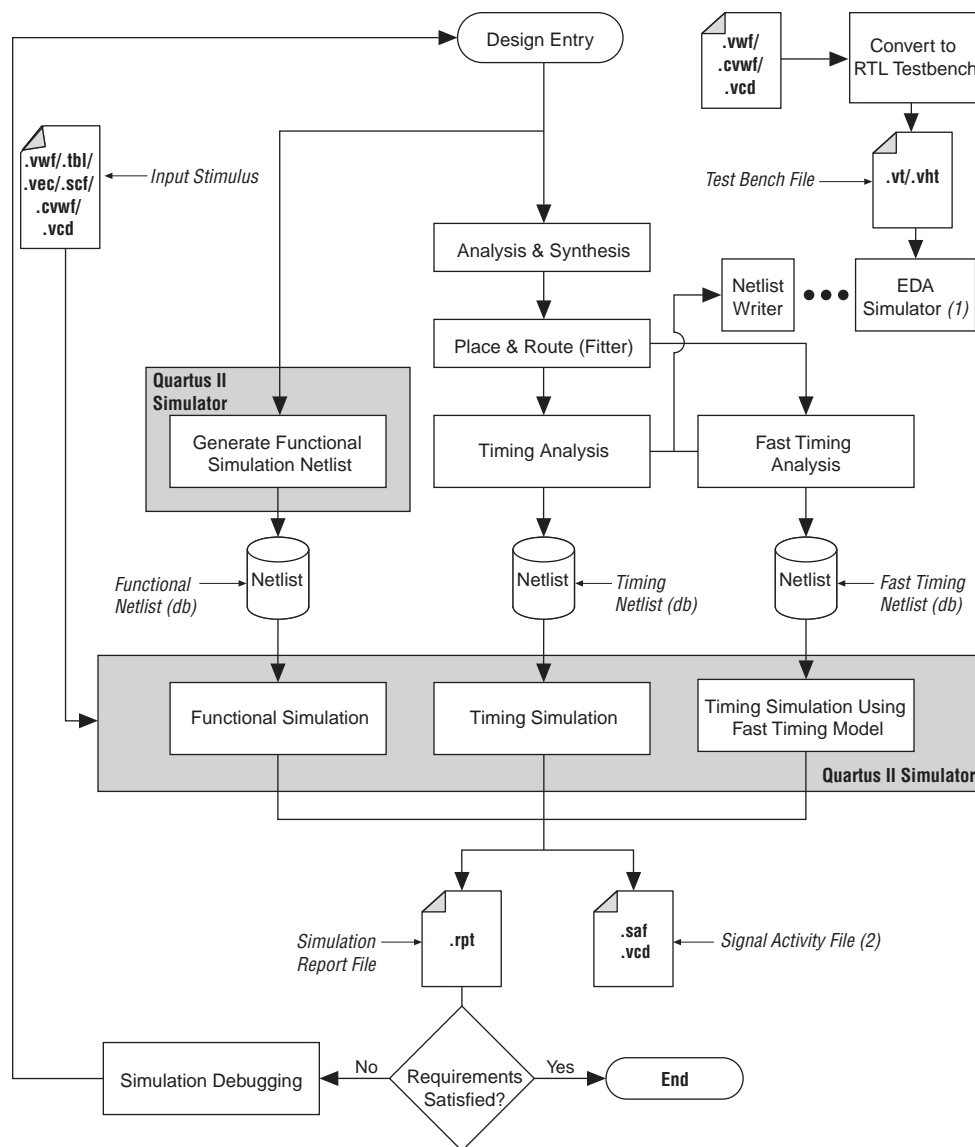 Design Entry
.vwf/
.cvwf/
.vcd
Convert to
RTL Testbench
.vwf/.tbl/
.vec/.scf/
.cvwf/
.vcd
Input Stimulus
Test Bench File
.vt/.vht
Analysis & Synthesis
Netlist
Writer
EDA
Simulator (1)
Place & Route (Fitter)
Quartus II
Simulator
Generate Functional
Simulation Netlist
Timing Analysis
Fast Timing
Analysis
Functional
Netlist (db)
Netlist
Netlist
Timing
Netlist (db)
Netlist
Fast Timing
Netlist (db)
Functional Simulation
Timing Simulation
Timing Simulation Using
Fast Timing Model
Quartus II Simulator
Simulation
Report File
.rpt
.saf
.vcd
Signal Activity File (2)
Simulation Debugging
No
Requirements
Satisfied?
Yes
End